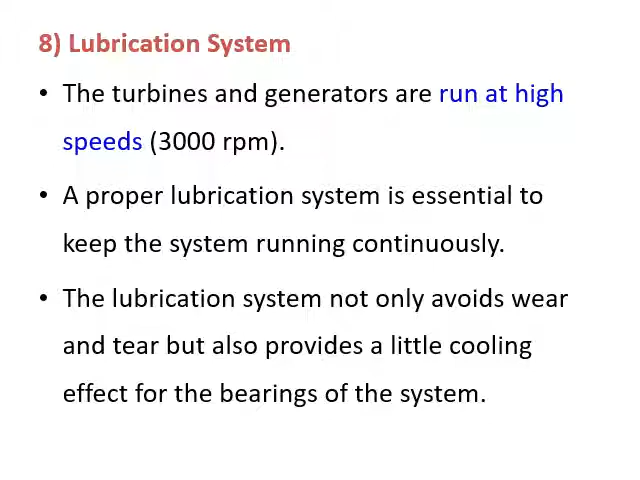 8) Lubrication System
• The turbines and generators are run at high
speeds (3000 rpm).
• A proper lubrication system is essential to
keep the system running continuously.
• The lubrication system not only avoids wear
and tear but also provides a little cooling
effect for the bearings of the system.